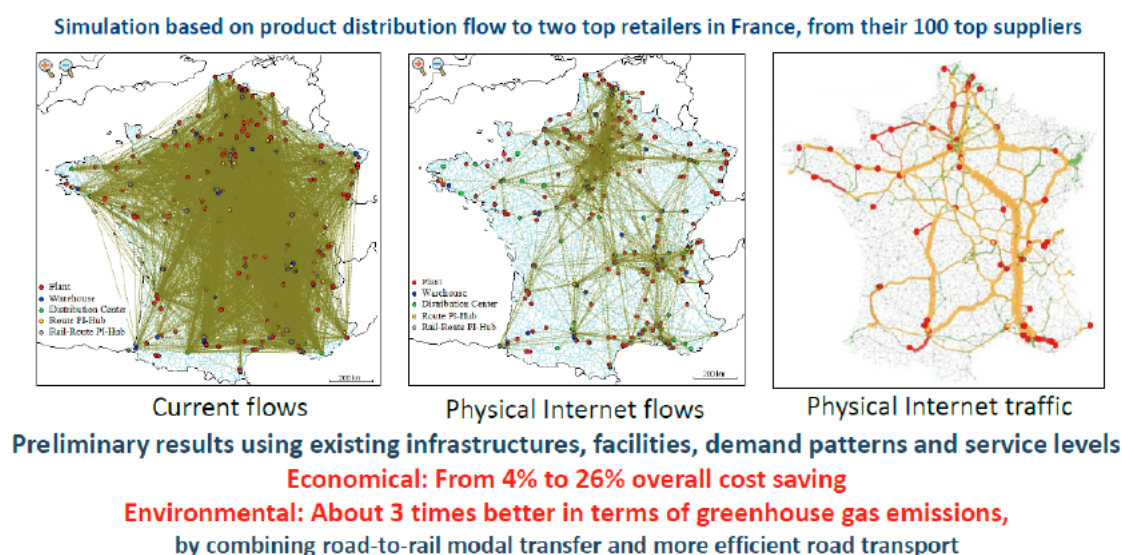 Simulation based on product distribution flow to two top retailers in France, from their 100 top suppliers
Plant
Warehouse
Distribution Center
Route PI-Hub
Rail-Route PI-Hub
200 km
Plant
Warehouse
Distribution Center
Route PI-Hub
Rail-Route PI-Hub
200 km
Current flows
Physical Internet flows
Physical Internet traffic
Preliminary results using existing infrastructures, facilities, demand patterns and service levels
Economical: From 4% to 26% overall cost saving
Environmental: About 3 times better in terms of greenhouse gas emissions,
by combining road-to-rail modal transfer and more efficient road transport